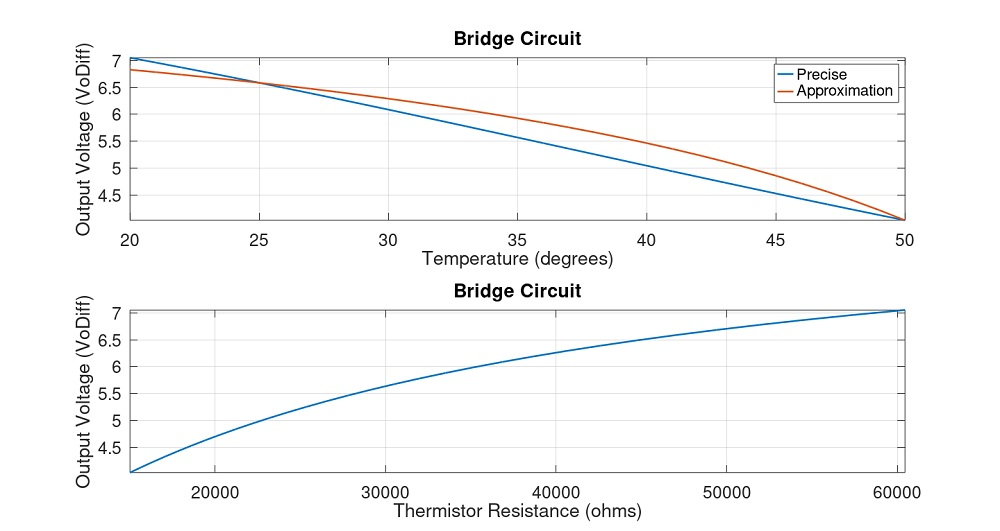 Bridge Circuit
Output Voltage (VoDiff)
7
6.5
6
5.5
5
4.5
Precise
Approximation
20 25 30 35 40 45 50
Temperature (degrees)
Bridge Circuit
Output Voltage (VoDiff)
7
6.5
6
5.5
5
4.5
20000 30000 40000 50000 60000
Thermistor Resistance (ohms)